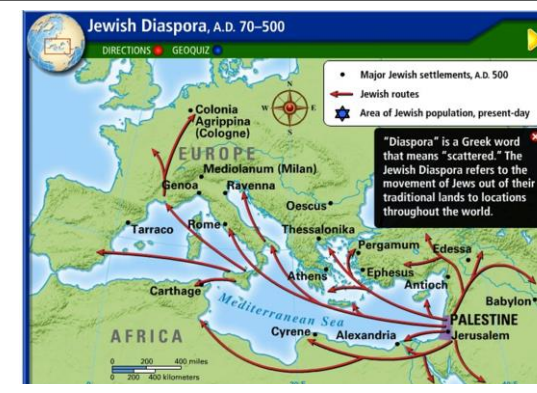 Jewish Diaspora, A.D. 70–500
DIRECTIONS GEOQUIZ
Major Jewish settlements, A.D. 500
Jewish routes
Area of Jewish population, present-day
"Diaspora" is a Greek word
that means "scattered." The
Jewish Diaspora refers to the
movement of Jews out of their
traditional lands to locations
throughout the world.
W E
S
Colonia
Agrippina
(Cologne)
EUROPE
Mediolanum (Milan)
Genoa
Ravenna
Oescus
Tarraco
Rome
Thessalonika
Pergamum
Edessa
Athens
Ephesus
Antioch
Carthage
Babylon
Mediterranean Sea
PALESTINE
Cyrene
Alexandria
Jerusalem
AFRICA
0 200 400 miles
0 200 400 kilometers